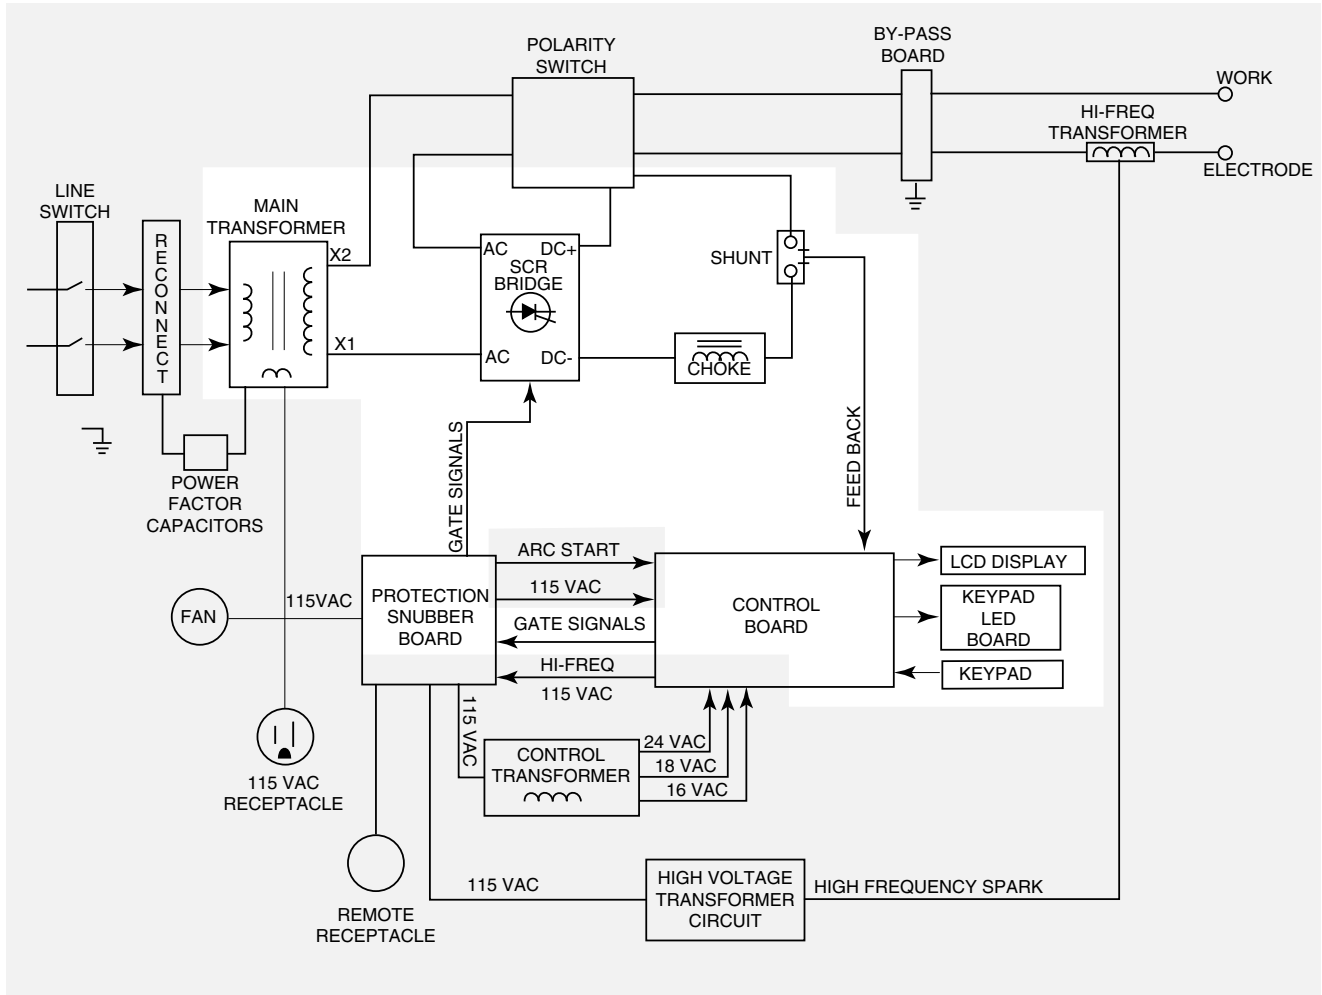 POLARITY
SWITCH
BY-PASS
BOARD
WORK
HI-FREQ
TRANSFORMER
ELECTRODE
LINE
SWITCH
RECONNECT
MAIN
TRANSFORMER
X2
X1
AC
DC+
SCR
BRIDGE
AC
DC-
SHUNT
CHOKE
POWER
FACTOR
CAPACITORS
GATE SIGNALS
FEED BACK
ARC START
115 VAC
GATE SIGNALS
HI-FREQ
115 VAC
PROTECTION
SNUBBER
BOARD
CONTROL
BOARD
LCD DISPLAY
KEYPAD
LED
BOARD
KEYPAD
FAN
115VAC
115 VAC
RECEPTACLE
115 VAC
CONTROL
TRANSFORMER
24 VAC
18 VAC
16 VAC
REMOTE
RECEPTACLE
115 VAC
HIGH VOLTAGE
TRANSFORMER
CIRCUIT
HIGH FREQUENCY SPARK